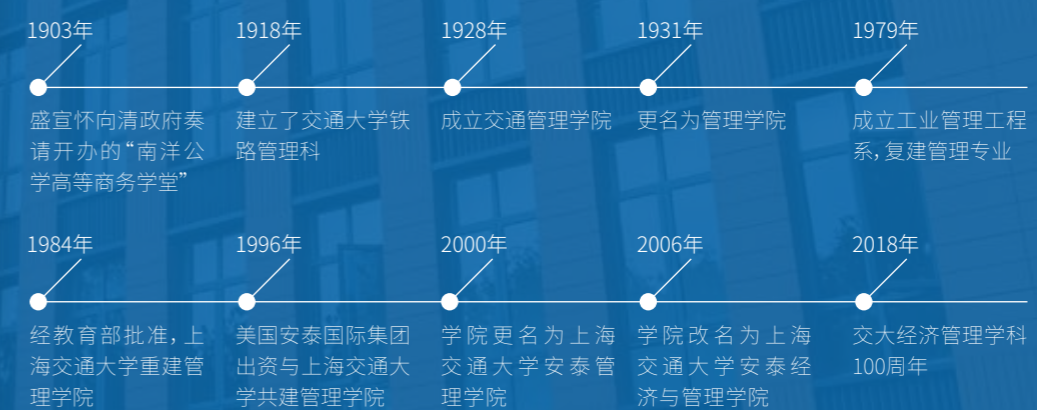 1903年
盛宣怀向清政府奏
请开办的“南洋公
学高等商务学堂”
1918年
建立了交通大学铁
路管理科
1928年
成立交通管理学院
1931年
更名为管理学院
1979年
成立工业管理工程
系,复建管理专业
1984年
经教育部批准,上
海交通大学重建管
理学院
1996年
美国安泰国际集团
出资与上海交通大
学共建管理学院
2000年
学院更名为上海
交通大学安泰管
理学院
2006年
学院改名为上海
交通大学安泰经
济与管理学院
2018年
交大经济管理学科
100周年